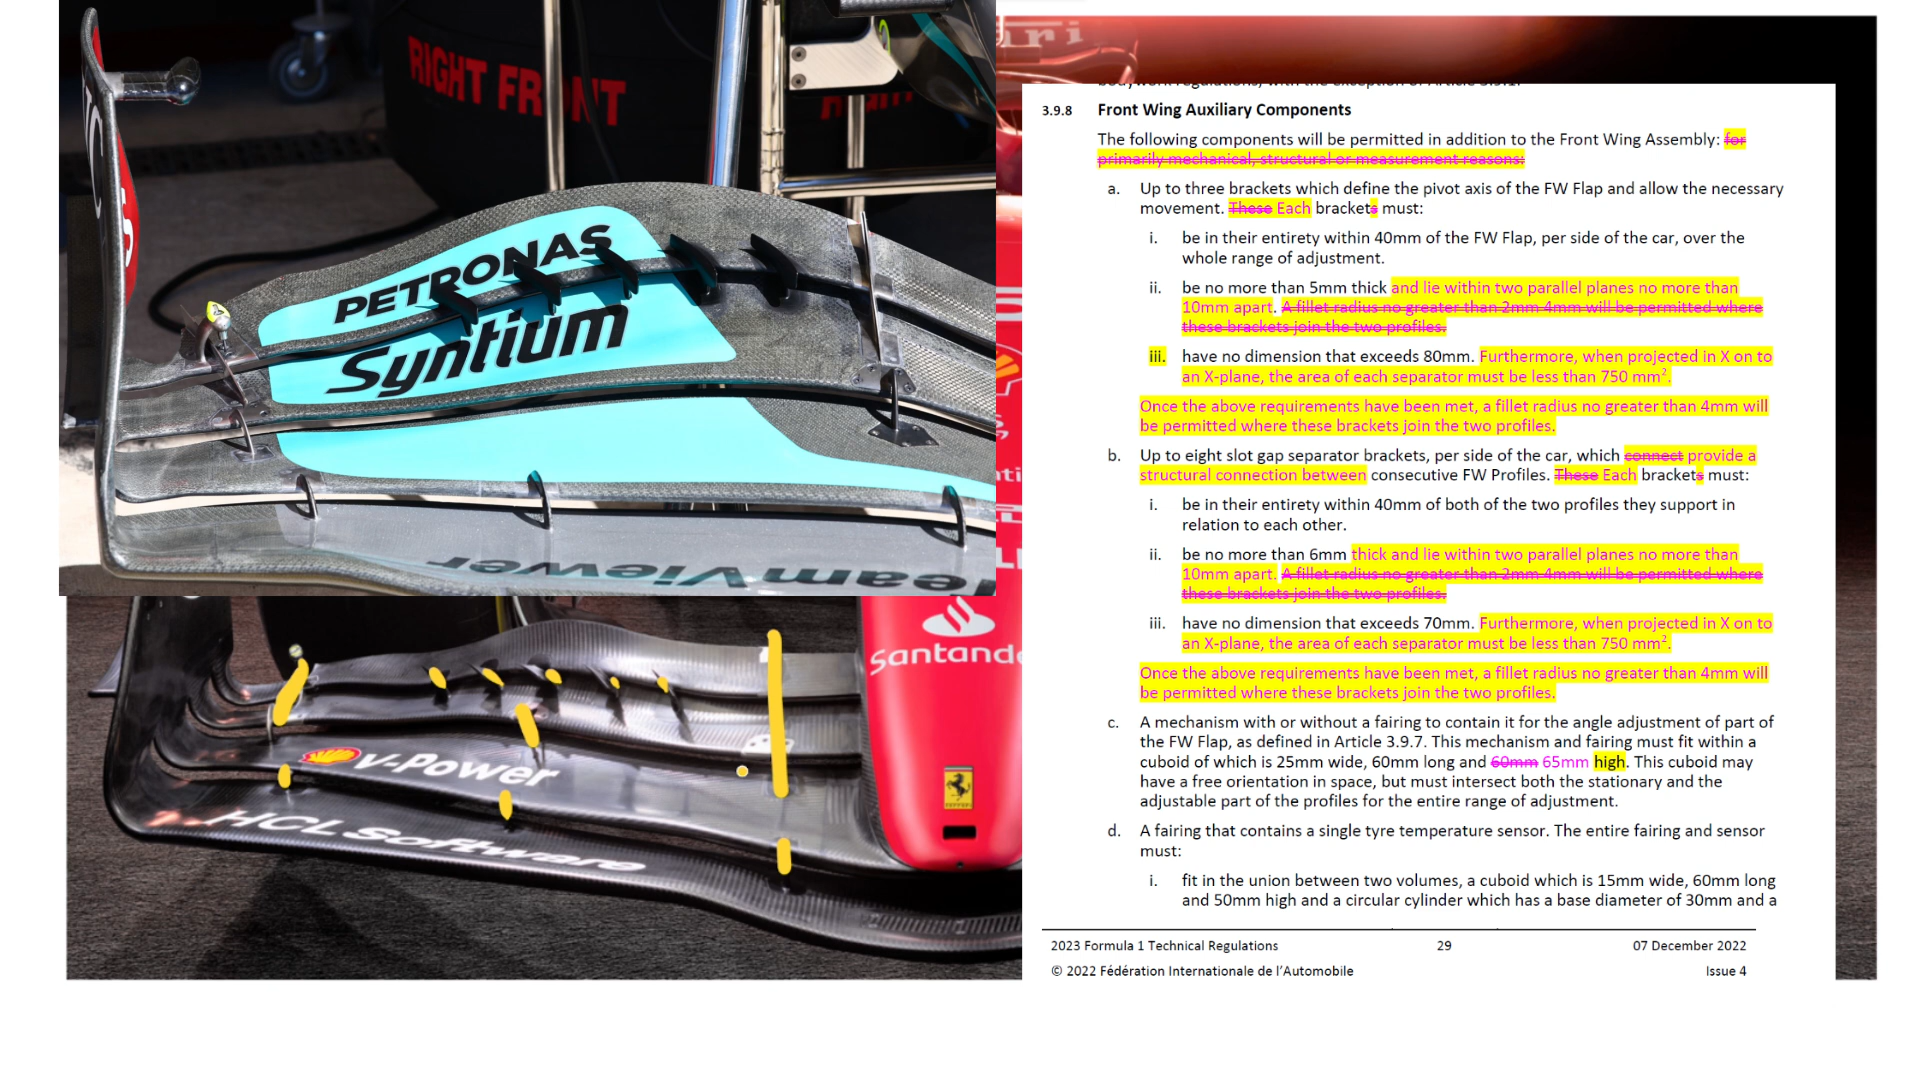 RIGHT FRONT
PETRONAS
Syntium
TeamViewer
Santand
V-Power
HCLSoftware
3.9.8 Front Wing Auxiliary Components
The following components will be permitted in addition to the Front Wing Assembly: for
primarily mechanical, structural or measurement reasons:
a. Up to three brackets which define the pivot axis of the FW Flap and allow the necessary
movement. These Each brackets must:
i. be in their entirety within 40mm of the FW Flap, per side of the car, over the
whole range of adjustment.
ii. be no more than 5mm thick and lie within two parallel planes no more than
10mm apart. A fillet radius no greater than 2mm 4mm will be permitted where
these brackets join the two profiles.
iii. have no dimension that exceeds 80mm. Furthermore, when projected in X on to
an X-plane, the area of each separator must be less than 750 mm².
Once the above requirements have been met, a fillet radius no greater than 4mm will
be permitted where these brackets join the two profiles.
b. Up to eight slot gap separator brackets, per side of the car, which connect provide a
structural connection between consecutive FW Profiles. These Each brackets must:
i. be in their entirety within 40mm of both of the two profiles they support in
relation to each other.
ii. be no more than 6mm thick and lie within two parallel planes no more than
10mm apart. A fillet radius no greater than 2mm 4mm will be permitted where
these brackets join the two profiles.
iii. have no dimension that exceeds 70mm. Furthermore, when projected in X on to
an X-plane, the area of each separator must be less than 750 mm².
Once the above requirements have been met, a fillet radius no greater than 4mm will
be permitted where these brackets join the two profiles.
c. A mechanism with or without a fairing to contain it for the angle adjustment of part of
the FW Flap, as defined in Article 3.9.7. This mechanism and fairing must fit within a
cuboid of which is 25mm wide, 60mm long and 60mm 65mm high. This cuboid may
have a free orientation in space, but must intersect both the stationary and the
adjustable part of the profiles for the entire range of adjustment.
d. A fairing that contains a single tyre temperature sensor. The entire fairing and sensor
must:
i. fit in the union between two volumes, a cuboid which is 15mm wide, 60mm long
and 50mm high and a circular cylinder which has a base diameter of 30mm and a
2023 Formula 1 Technical Regulations 29 07 December 2022
© 2022 Fédération Internationale de l'Automobile Issue 4